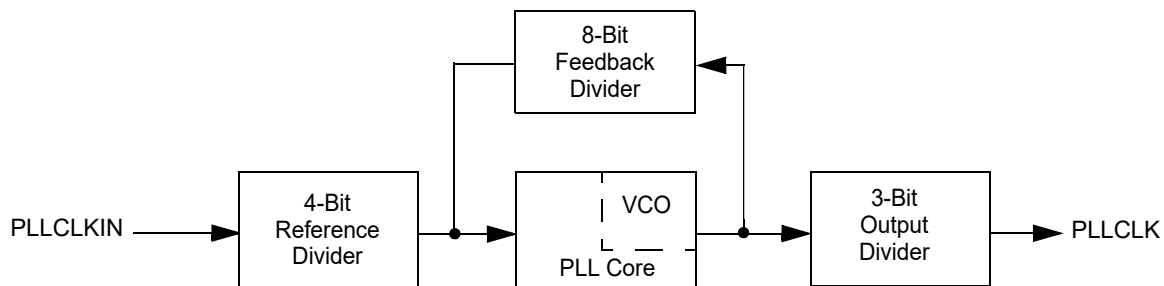 8-Bit
Feedback
Divider
PLLCLKIN
4-Bit
Reference
Divider
VCO
PLL Core
3-Bit
Output
Divider
PLLCLK